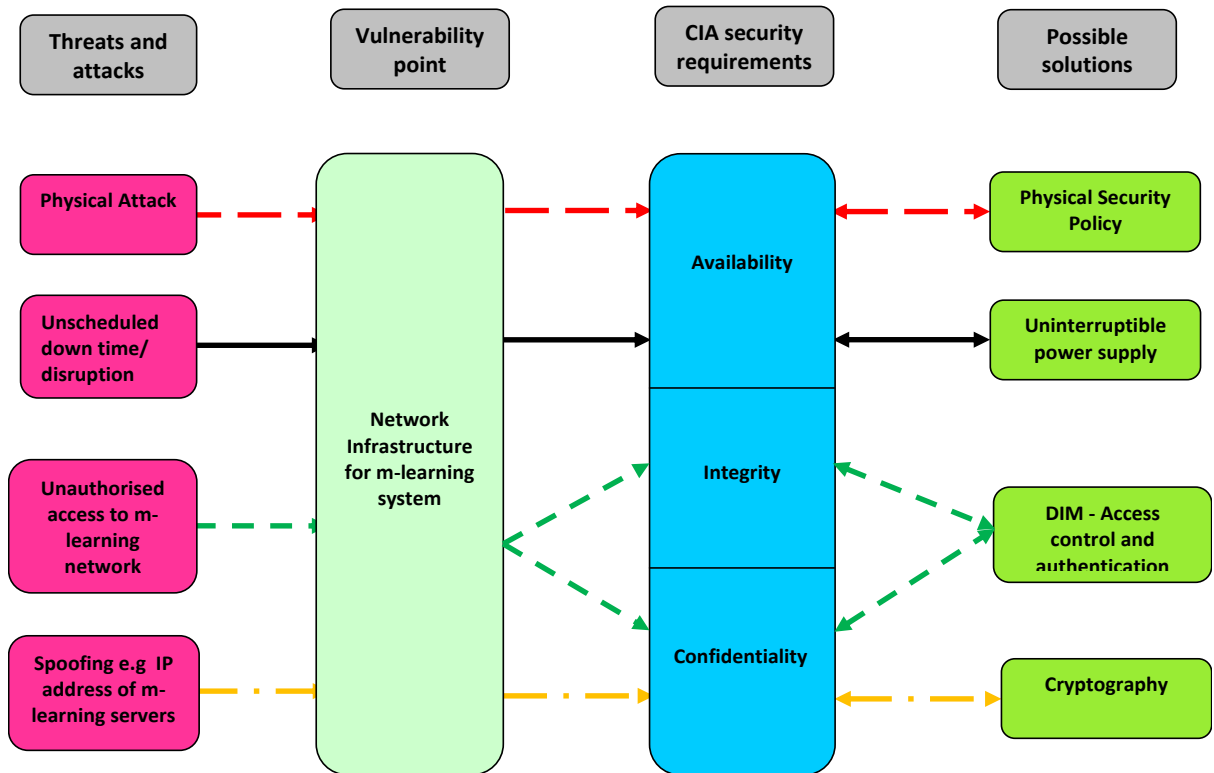 Threats and
attacks
Vulnerability
point
CIA security
requirements
Possible
solutions
Physical Attack
Physical Security
Policy
Availability
Unscheduled
down time/
disruption
Uninterruptible
power supply
Network
Infrastructure
for m-learning
system
Integrity
Unauthorised
access to m-
learning
network
DIM - Access
control and
authentication
Confidentiality
Spoofing e.g IP
address of m-
learning servers
Cryptography